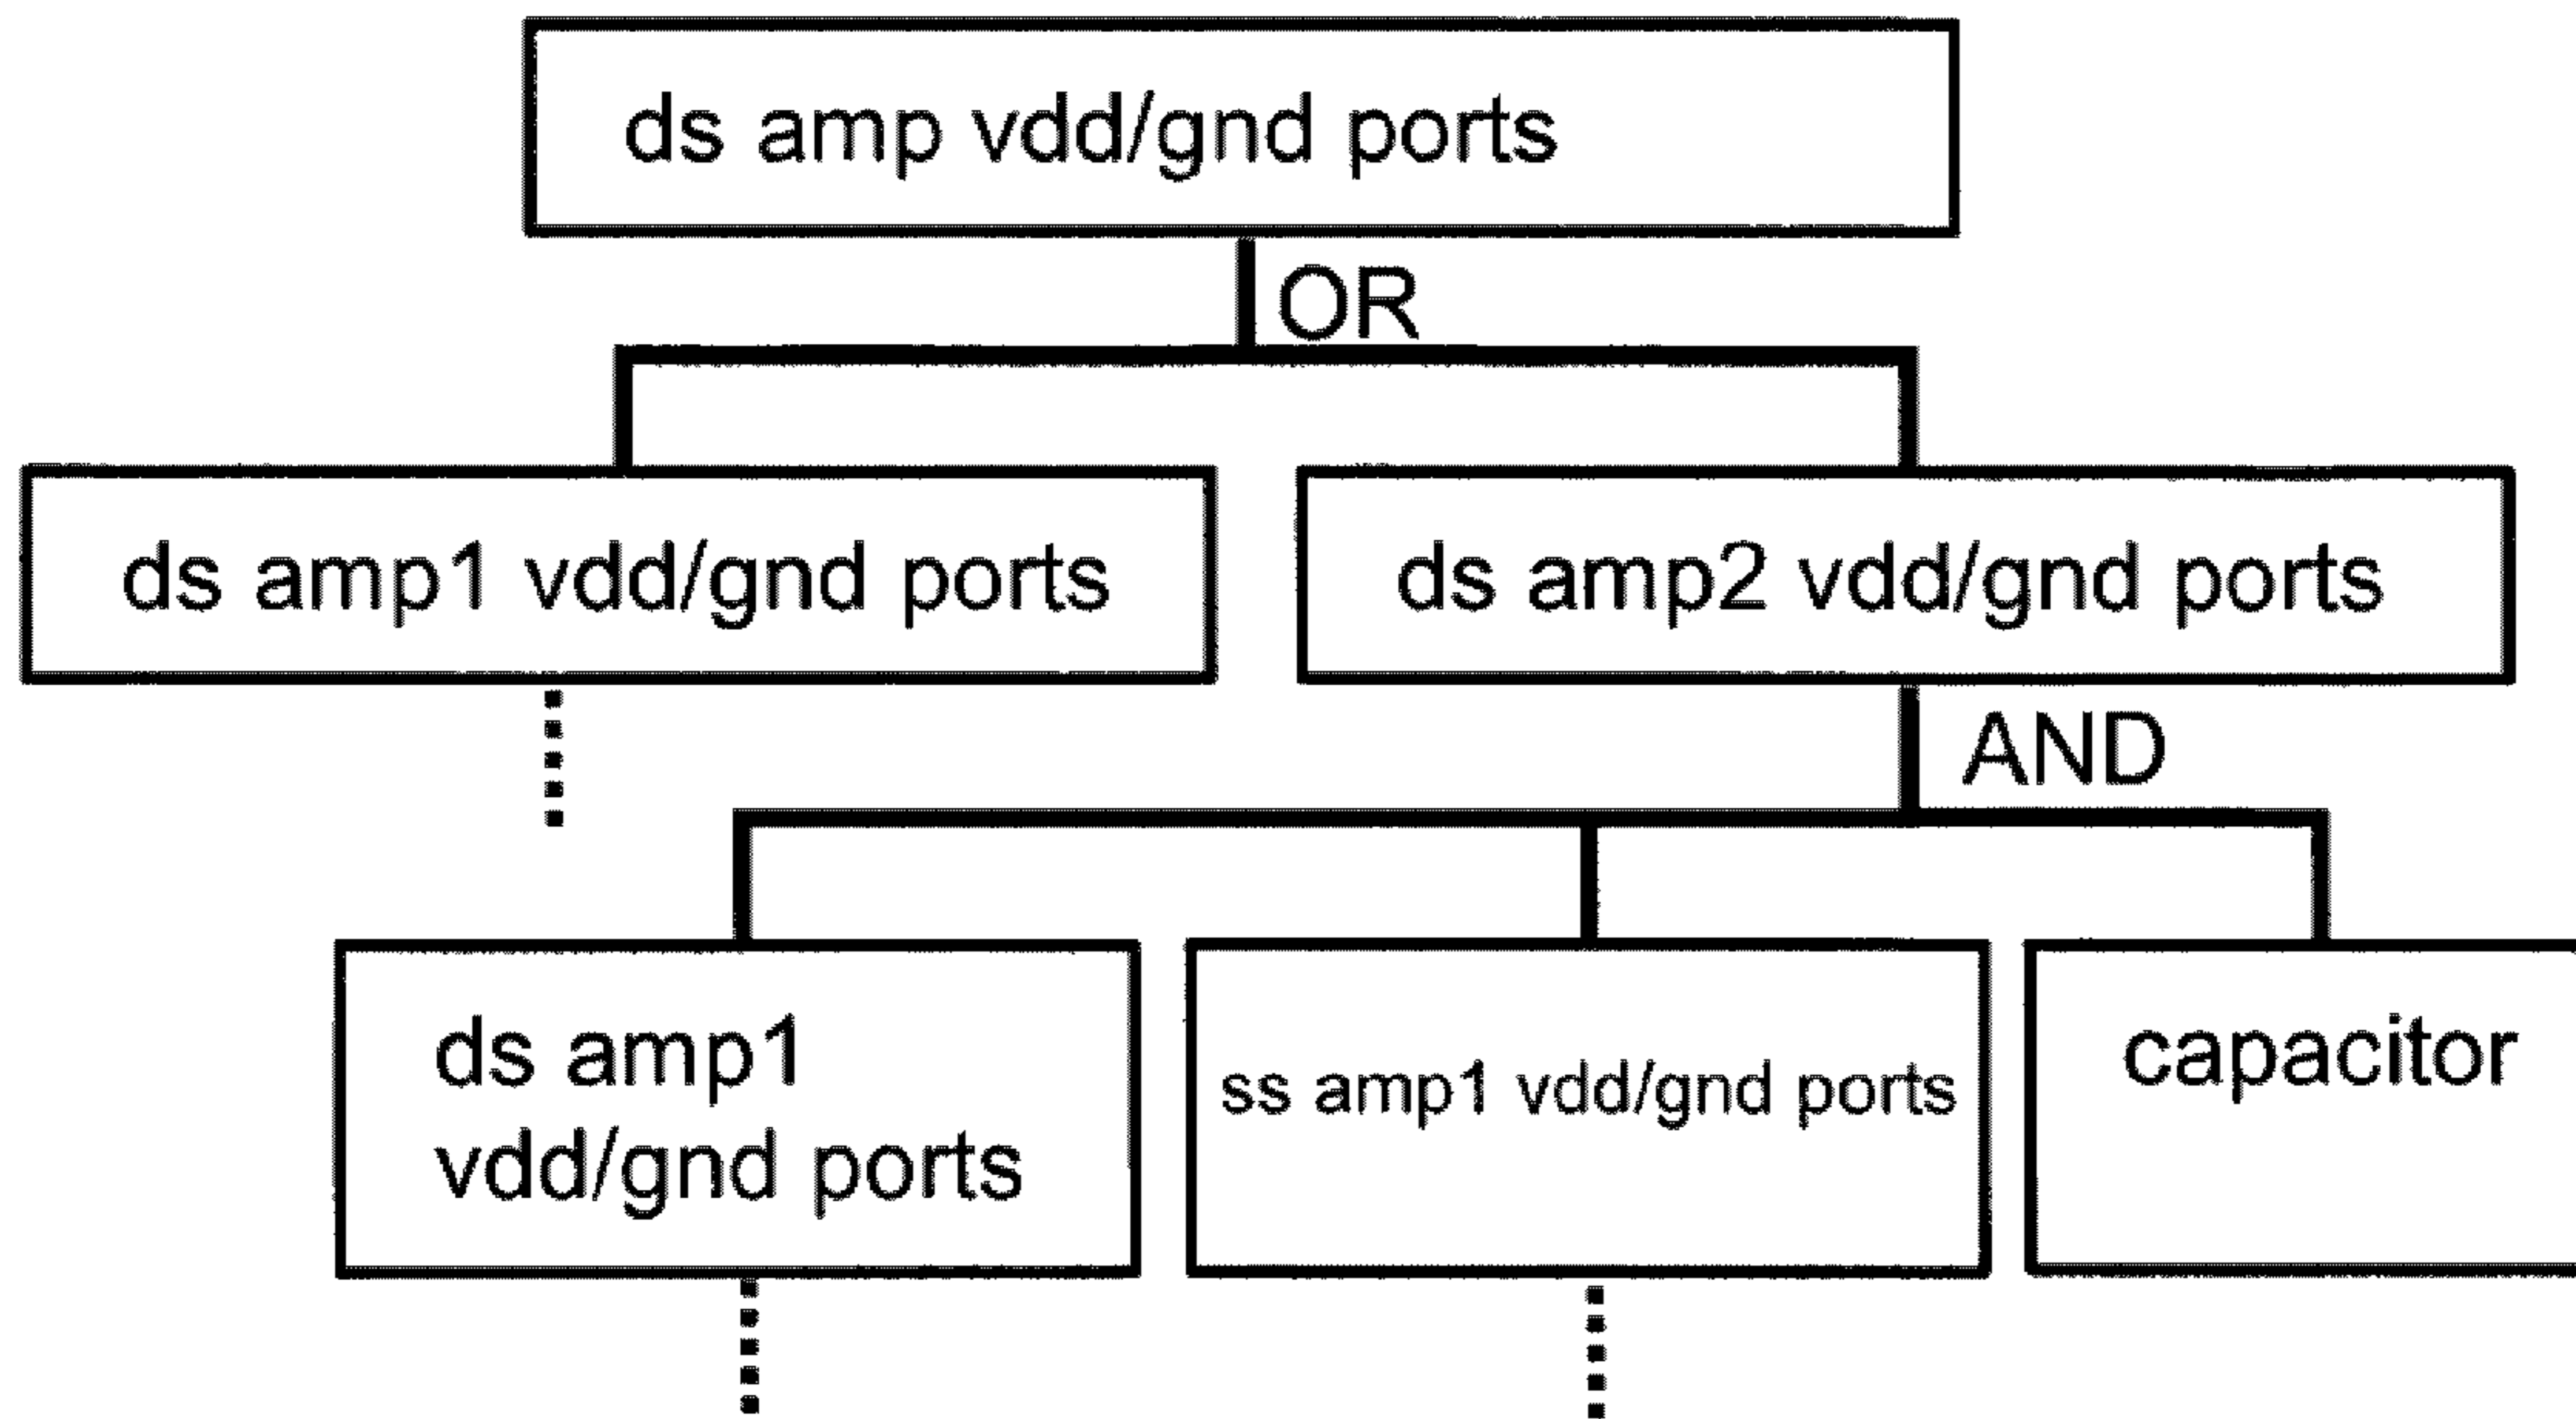 ds amp vdd/gnd ports
OR
ds amp1 vdd/gnd ports
ds amp2 vdd/gnd ports
AND
ds amp1
vdd/gnd ports
ss amp1 vdd/gnd ports
capacitor